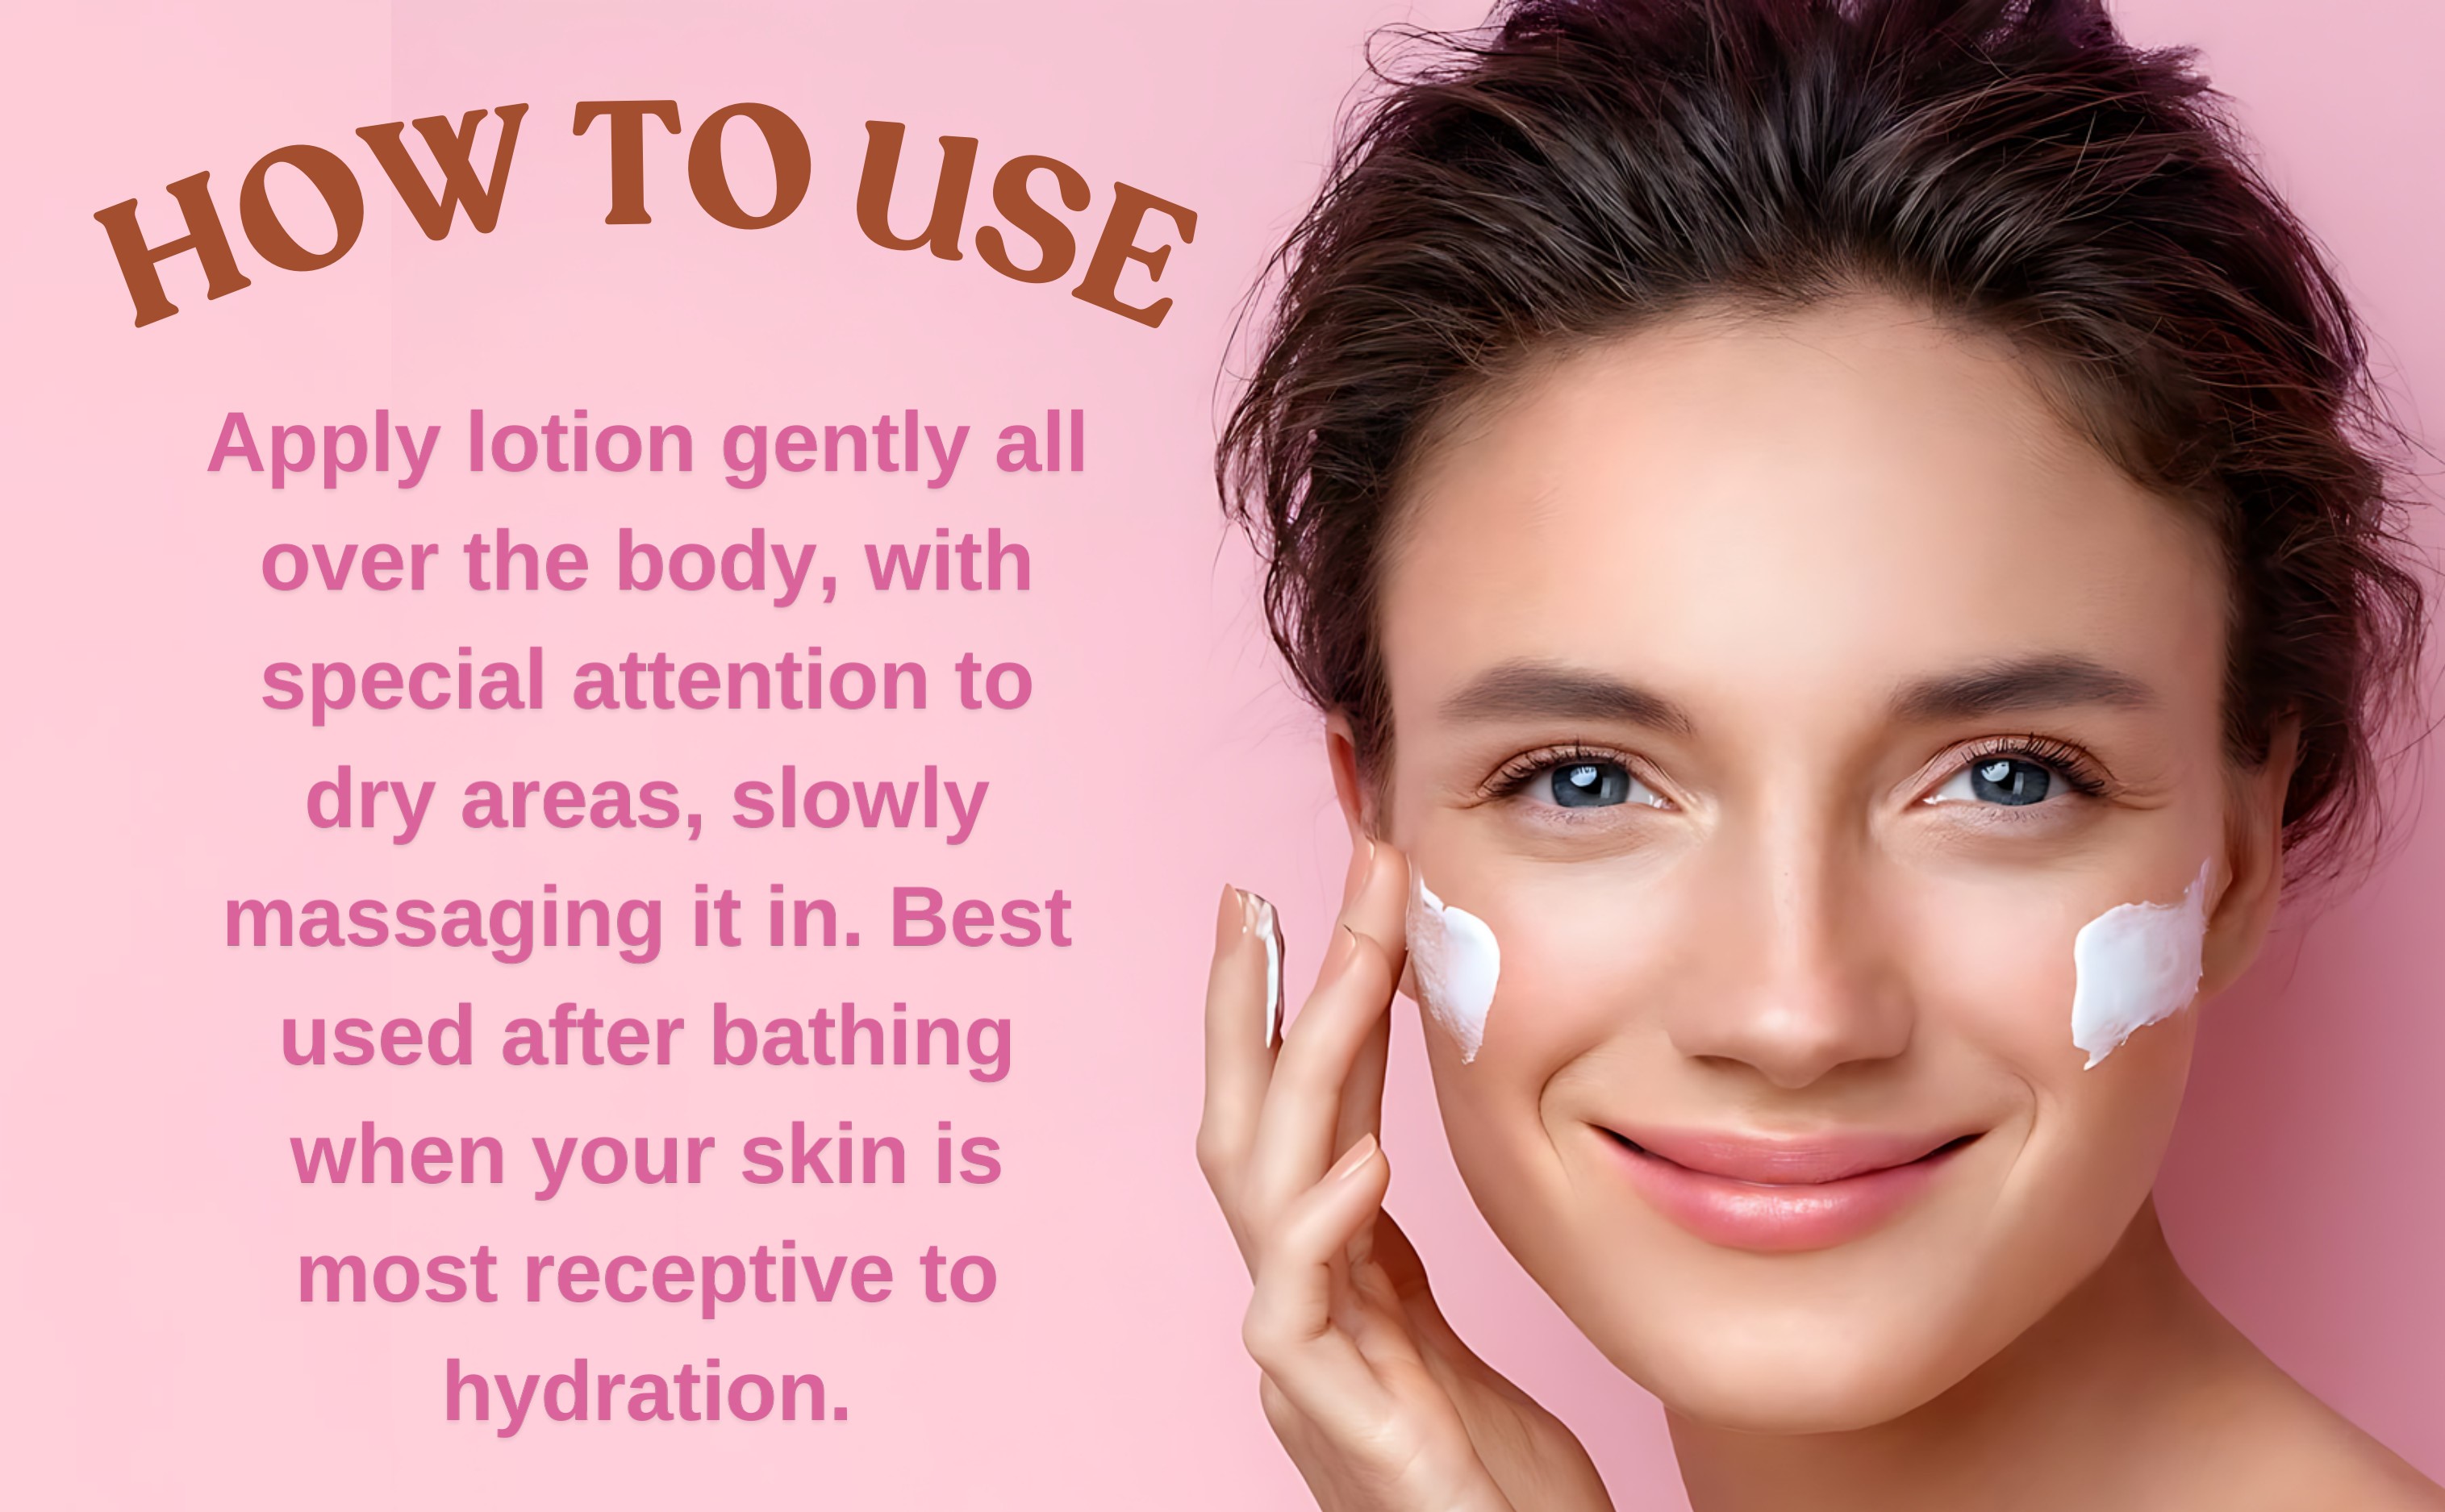 HOW TO USE
Apply lotion gently all
over the body, with
special attention to
dry areas, slowly
massaging it in. Best
used after bathing
when your skin is
most receptive to
hydration.